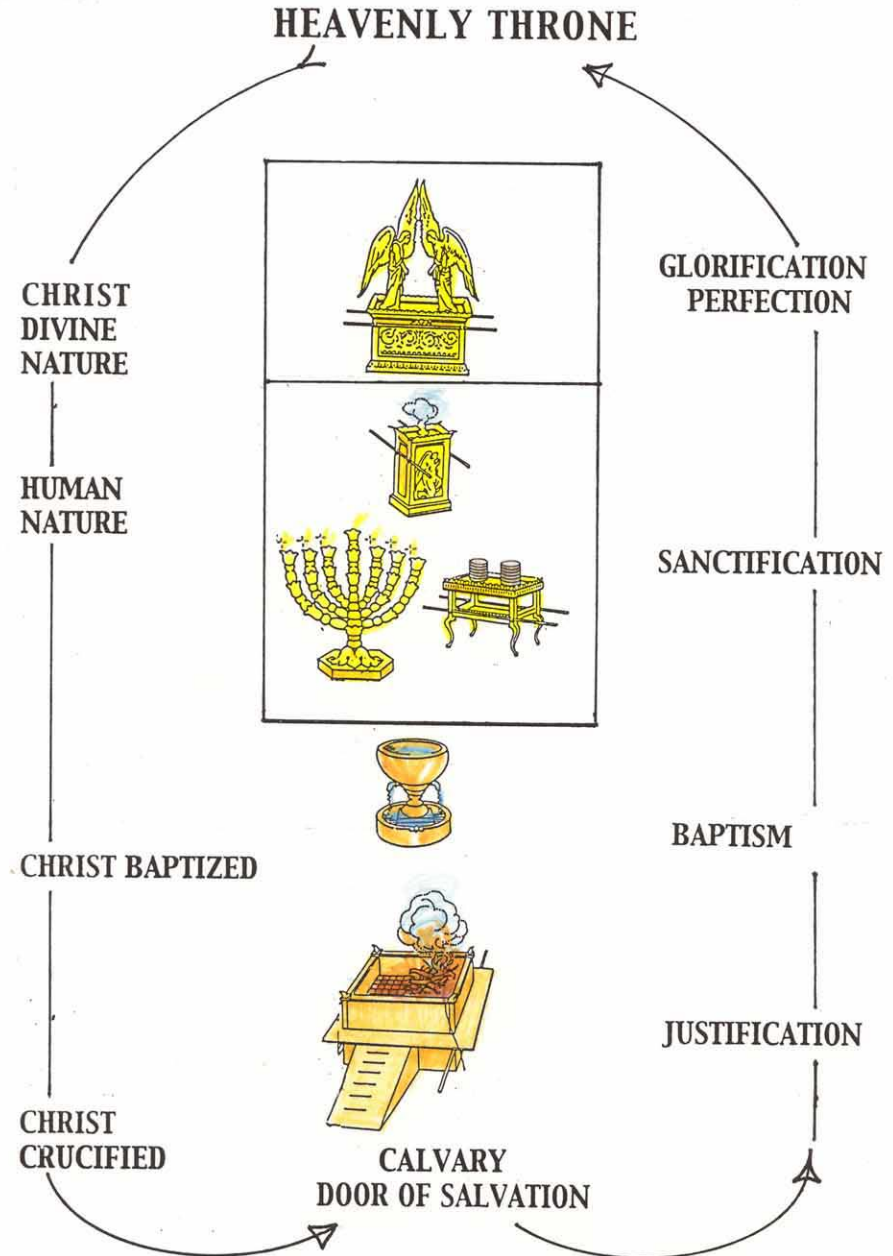 HEAVENLY THRONE
CHRIST
DIVINE
NATURE
HUMAN
NATURE
CHRIST BAPTIZED
CHRIST
CRUCIFIED
CALVARY
DOOR OF SALVATION
JUSTIFICATION
BAPTISM
SANCTIFICATION
GLORIFICATION
PERFECTION